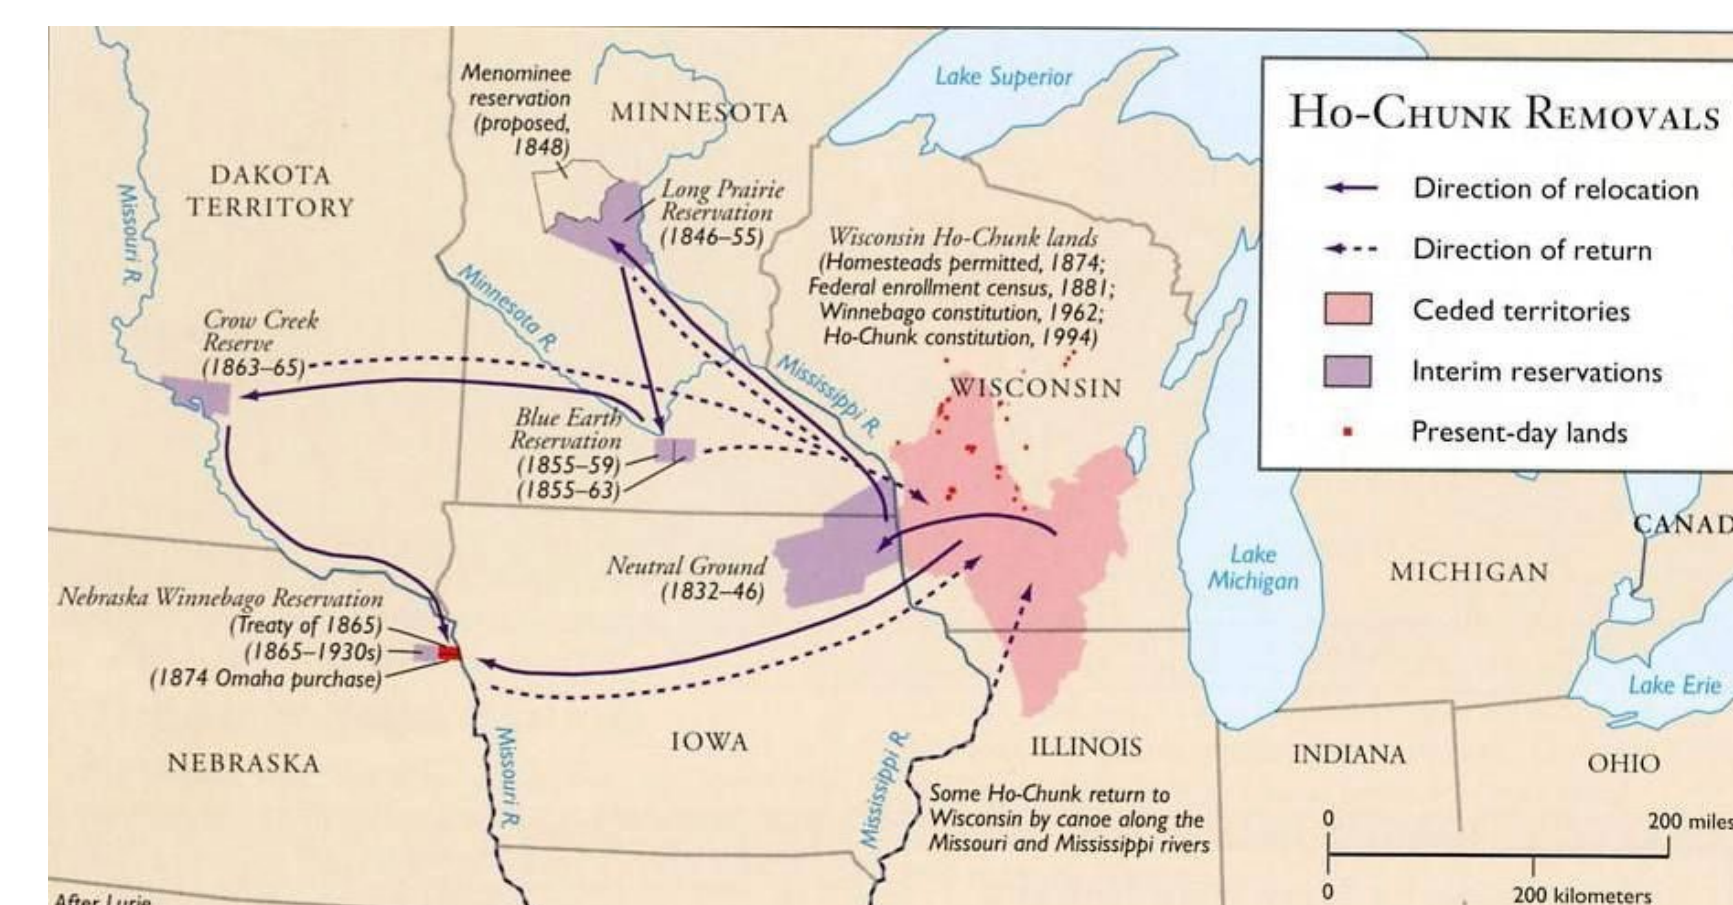 Menominee
reservation
(proposed,
1848)
MINNESOTA
Lake Superior
DAKOTA
TERRITORY
Missouri R.
Long Prairie
Reservation
(1846–55)
Minnesota R.
Wisconsin Ho-Chunk lands
(Homesteads permitted, 1874;
Federal enrollment census, 1881;
Winnebago constitution, 1962;
Ho-Chunk constitution, 1994)
Crow Creek
Reserve
(1863–65)
Mississippi R.
WISCONSIN
Blue Earth
Reservation
(1855–59)
(1855–63)
Neutral Ground
(1832–46)
Lake
Michigan
MICHIGAN
CANAD
Nebraska Winnebago Reservation
(Treaty of 1865)
(1865–1930s)
(1874 Omaha purchase)
Lake Erie
NEBRASKA
Missouri R.
IOWA
Mississippi R.
ILLINOIS
INDIANA
OHIO
Some Ho-Chunk return to
Wisconsin by canoe along the
Missouri and Mississippi rivers
HO-CHUNK REMOVALS
Direction of relocation
Direction of return
Ceded territories
Interim reservations
Present-day lands
0 200 miles
0 200 kilometers
After Lurie